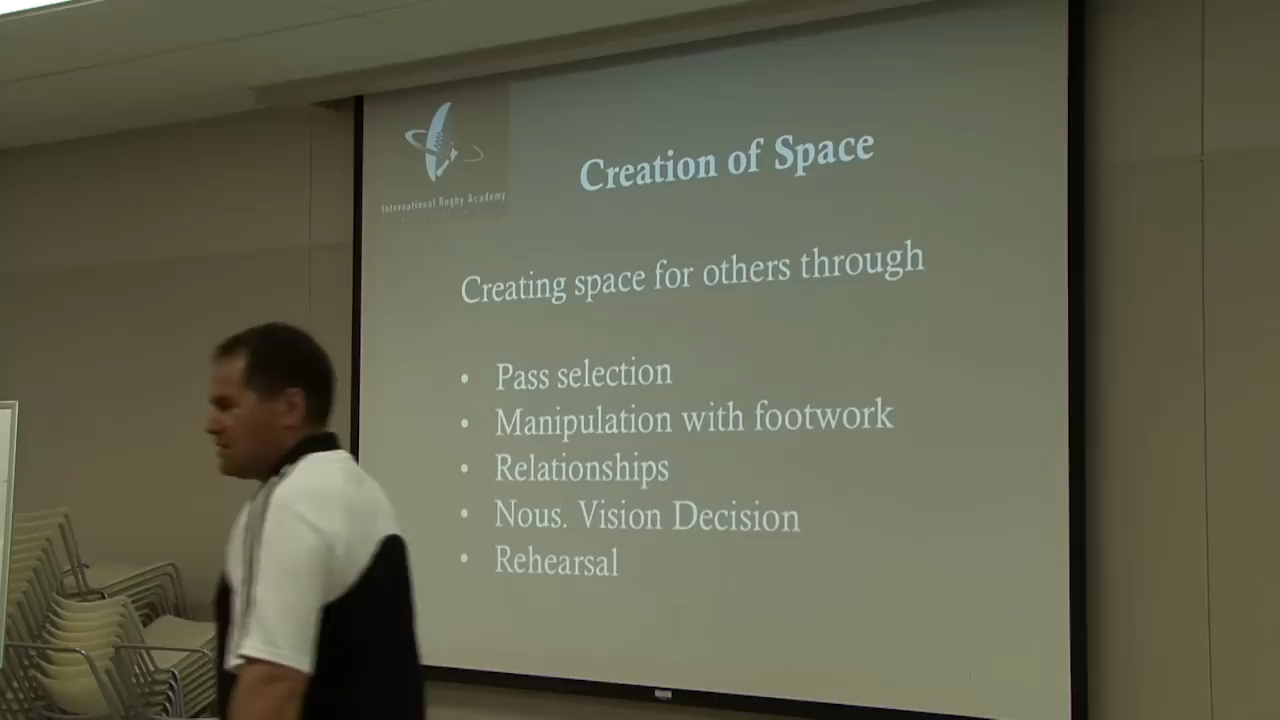 Creation of Space
International Rugby Academy
Creating space for others through
• Pass selection
• Manipulation with footwork
• Relationships
• Nous. Vision Decision
• Rehearsal